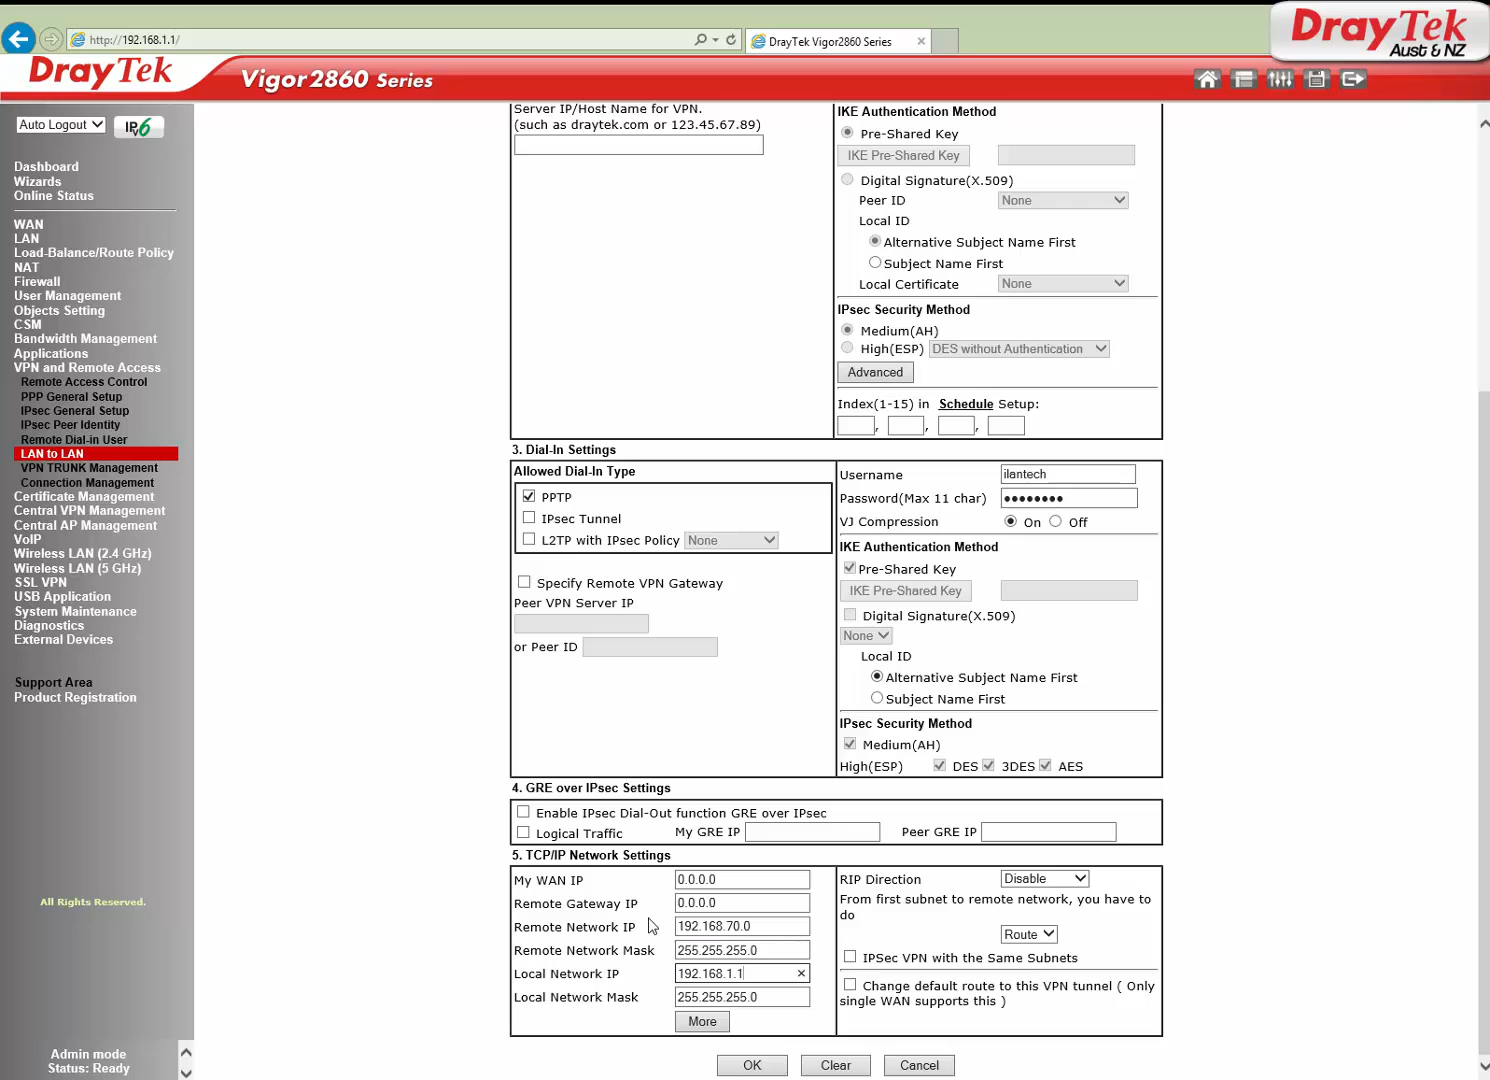 http://192.168.1.1/
DrayTek Vigor2860 Series
DrayTek
Aust & NZ
DrayTek
Vigor2860 Series
Auto Logout
IPv6
Dashboard
Wizards
Online Status
WAN
LAN
Load-Balance/Route Policy
NAT
Firewall
User Management
Objects Setting
CSM
Bandwidth Management
Applications
VPN and Remote Access
Remote Access Control
PPP General Setup
IPsec General Setup
IPsec Peer Identity
Remote Dial-in User
LAN to LAN
VPN TRUNK Management
Connection Management
Certificate Management
Central VPN Management
Central AP Management
VoIP
Wireless LAN (2.4 GHz)
Wireless LAN (5 GHz)
SSL VPN
USB Application
System Maintenance
Diagnostics
External Devices
Support Area
Product Registration
All Rights Reserved.
Admin mode
Status: Ready
Server IP/Host Name for VPN.
(such as draytek.com or 123.45.67.89)
IKE Authentication Method
Pre-Shared Key
IKE Pre-Shared Key
Digital Signature(X.509)
Peer ID None
Local ID
Alternative Subject Name First
Subject Name First
Local Certificate None
IPsec Security Method
Medium(AH)
High(ESP) DES without Authentication
Advanced
Index(1-15) in Schedule Setup:
, , ,
3. Dial-In Settings
Allowed Dial-In Type
PPTP
IPsec Tunnel
L2TP with IPsec Policy None
Specify Remote VPN Gateway
Peer VPN Server IP
or Peer ID
Username ilantech
Password(Max 11 char) ●●●●●●●●
VJ Compression On Off
IKE Authentication Method
Pre-Shared Key
IKE Pre-Shared Key
Digital Signature(X.509)
None
Local ID
Alternative Subject Name First
Subject Name First
IPsec Security Method
Medium(AH)
High(ESP) DES 3DES AES
4. GRE over IPsec Settings
Enable IPsec Dial-Out function GRE over IPsec
Logical Traffic My GRE IP Peer GRE IP
5. TCP/IP Network Settings
My WAN IP 0.0.0.0
Remote Gateway IP 0.0.0.0
Remote Network IP 192.168.70.0
Remote Network Mask 255.255.255.0
Local Network IP 192.168.1.1
Local Network Mask 255.255.255.0
More
RIP Direction Disable
From first subnet to remote network, you have to
do
Route
IPSec VPN with the Same Subnets
Change default route to this VPN tunnel ( Only
single WAN supports this )
OK Clear Cancel